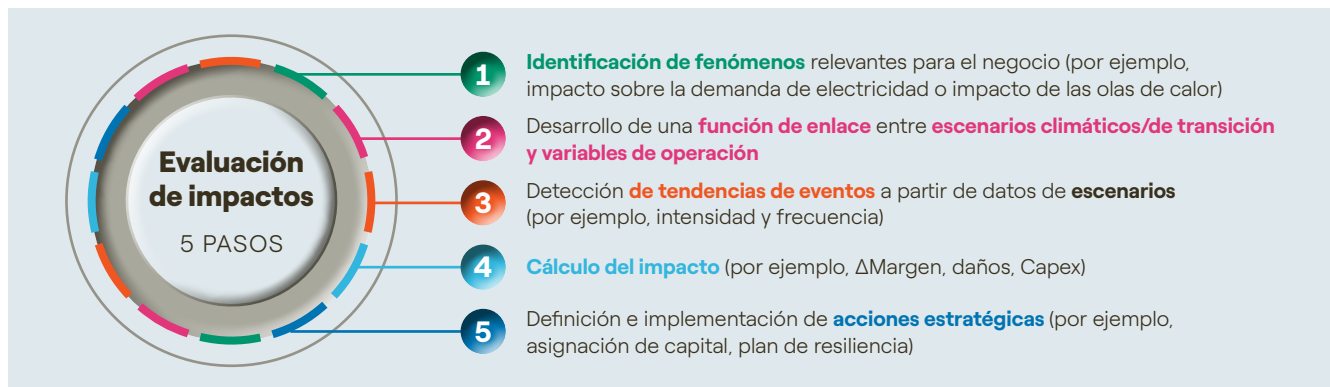 Evaluación
de impactos
5 PASOS
1
Identificación de fenómenos relevantes para el negocio (por ejemplo,
impacto sobre la demanda de electricidad o impacto de las olas de calor)
2
Desarrollo de una función de enlace entre escenarios climáticos/de transición
y variables de operación
3
Detección de tendencias de eventos a partir de datos de escenarios
(por ejemplo, intensidad y frecuencia)
4
Cálculo del impacto (por ejemplo, ΔMargen, daños, Capex)
5
Definición e implementación de acciones estratégicas (por ejemplo,
asignación de capital, plan de resiliencia)